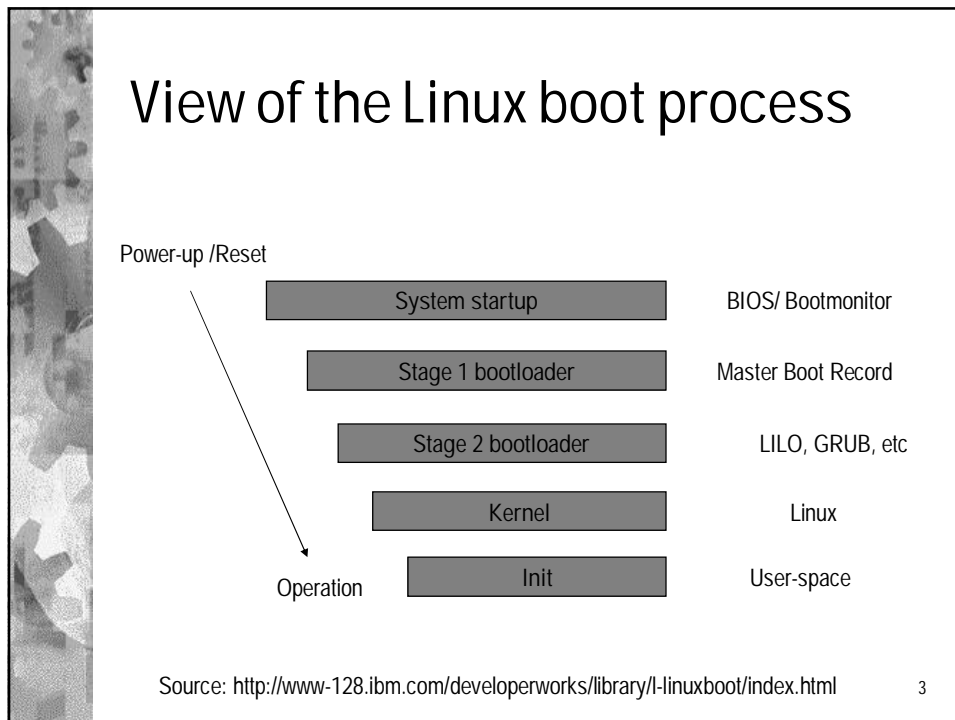 View of the Linux boot process
Power-up /Reset
System startup BIOS/ Bootmonitor
Stage 1 bootloader Master Boot Record
Stage 2 bootloader LILO, GRUB, etc
Kernel Linux
Operation Init User-space
Source: http://www-128.ibm.com/developerworks/library/l-linuxboot/index.html 3